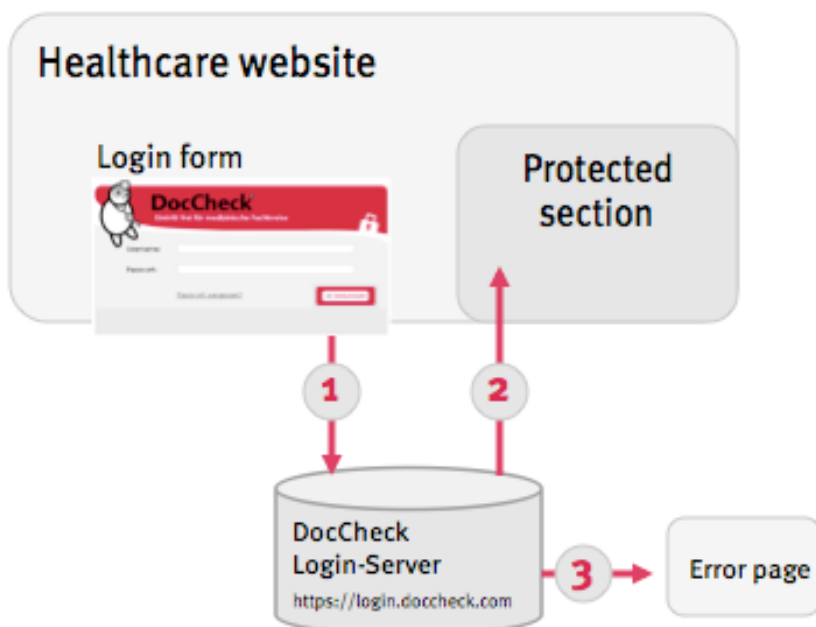 Healthcare website
Login form
DocCheck
Protected
section
1
2
DocCheck
Login-Server
https://login.doccheck.com
3
Error page